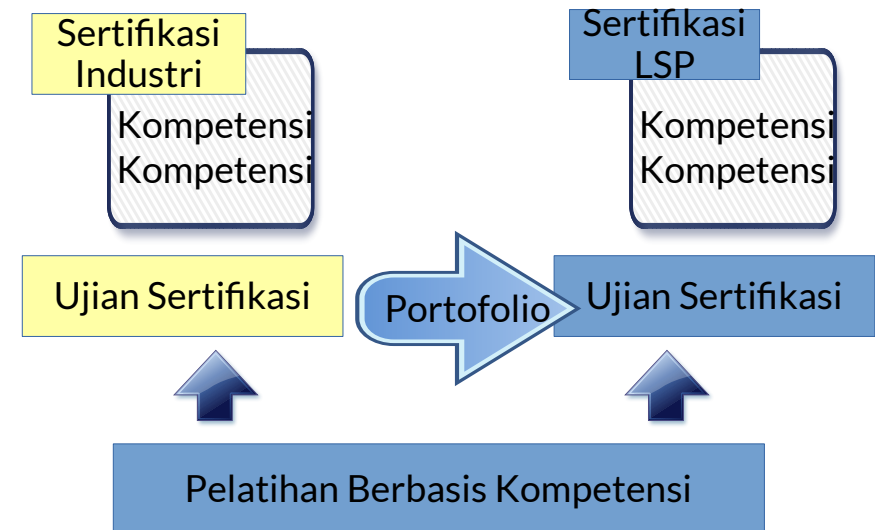 Sertifikasi
Industri
Kompetensi
Kompetensi
Sertifikasi
LSP
Kompetensi
Kompetensi
Ujian Sertifikasi
Portofolio
Ujian Sertifikasi
Pelatihan Berbasis Kompetensi